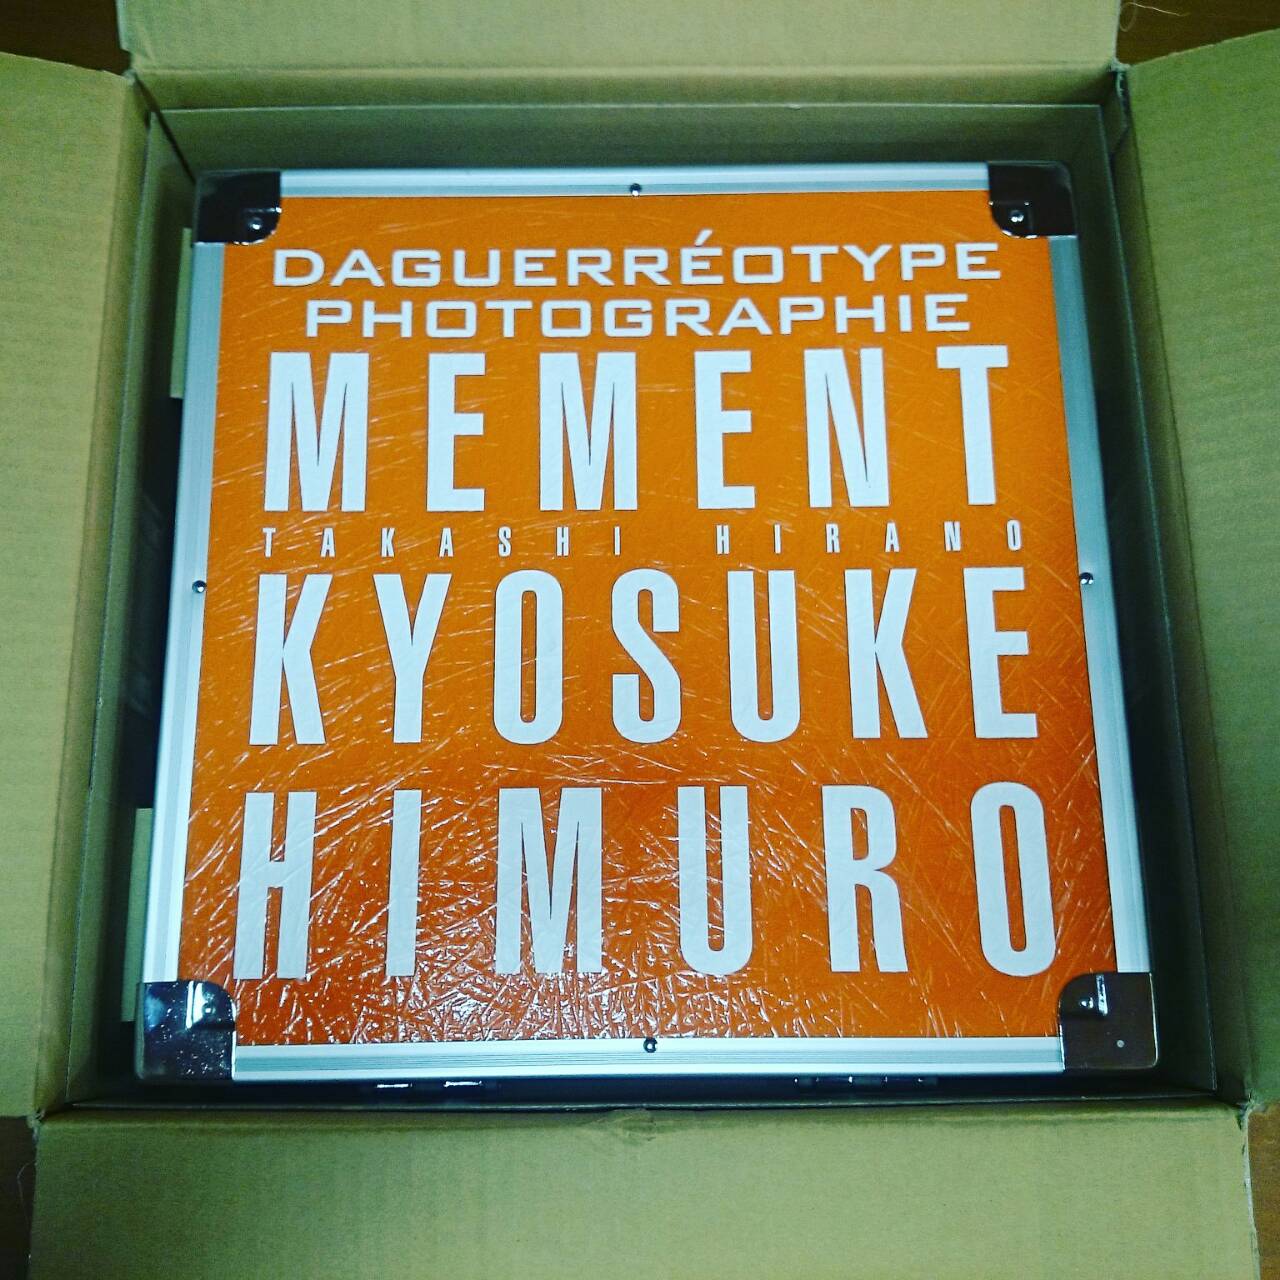 DAGUERRÉOTYPE
PHOTOGRAPHIE
MEMENT
TAKASHI HIRANO
KYOSUKE
HIMURO